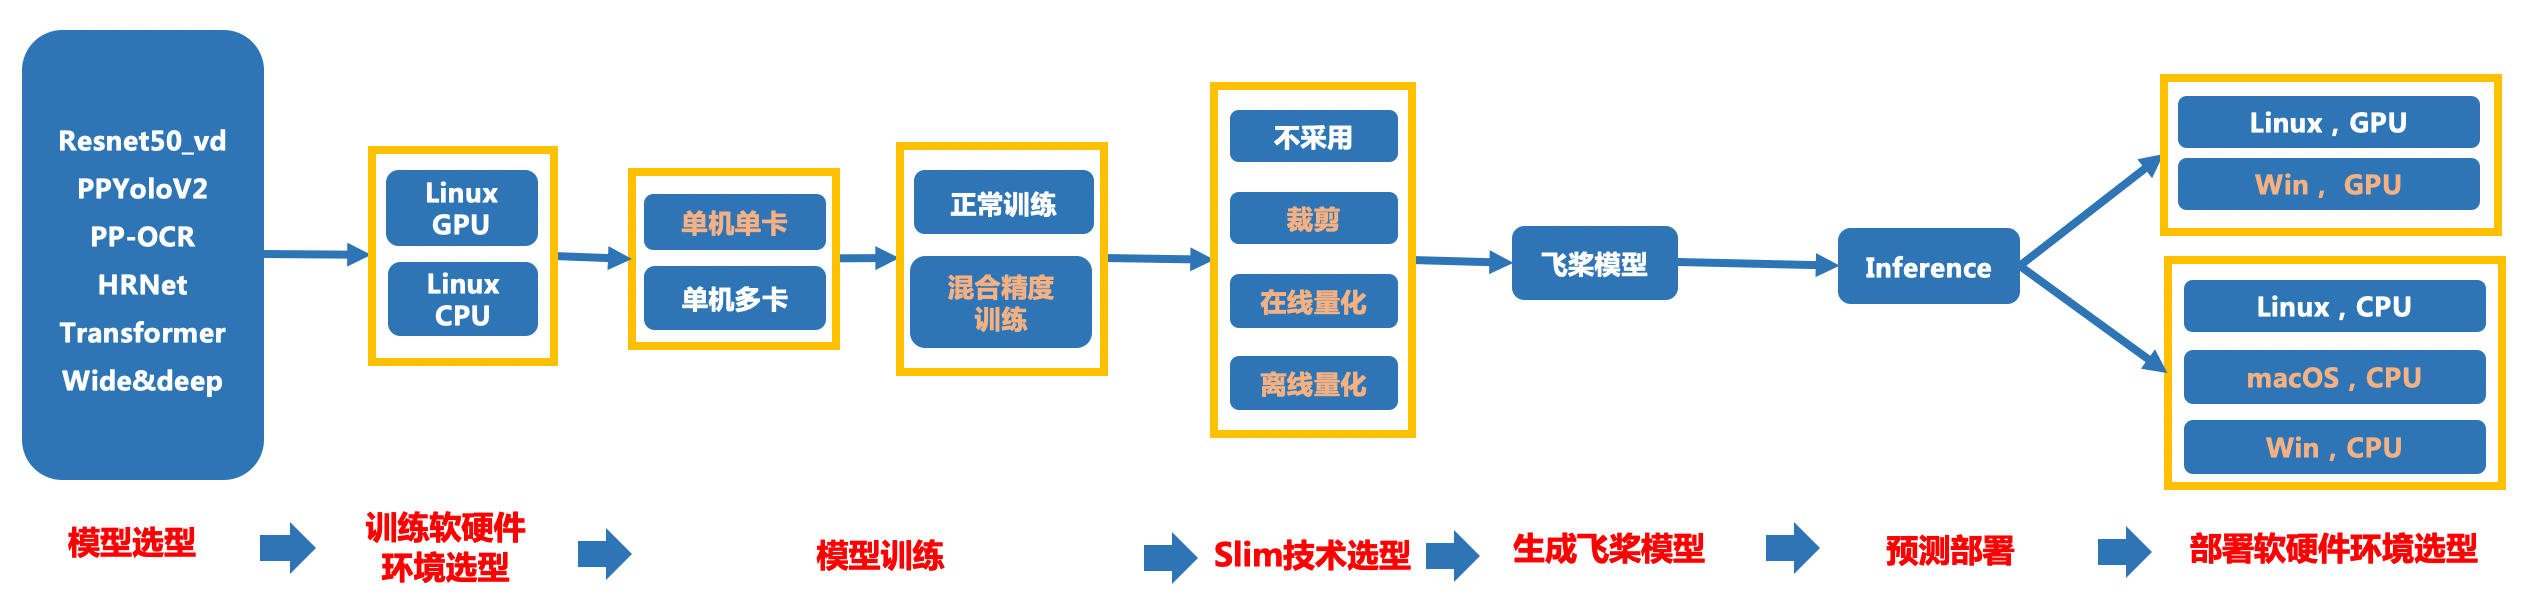 Resnet50_vd
PPYoloV2
PP-OCR
HRNet
Transformer
Wide&deep
Linux
GPU
Linux
CPU
单机单卡
单机多卡
正常训练
混合精度
训练
不采用
裁剪
在线量化
离线量化
飞桨模型
Inference
Linux，GPU
Win， GPU
Linux，CPU
macOS，CPU
Win，CPU
模型选型
训练软硬件
环境选型
模型训练
Slim技术选型
生成飞桨模型
预测部署
部署软硬件环境选型